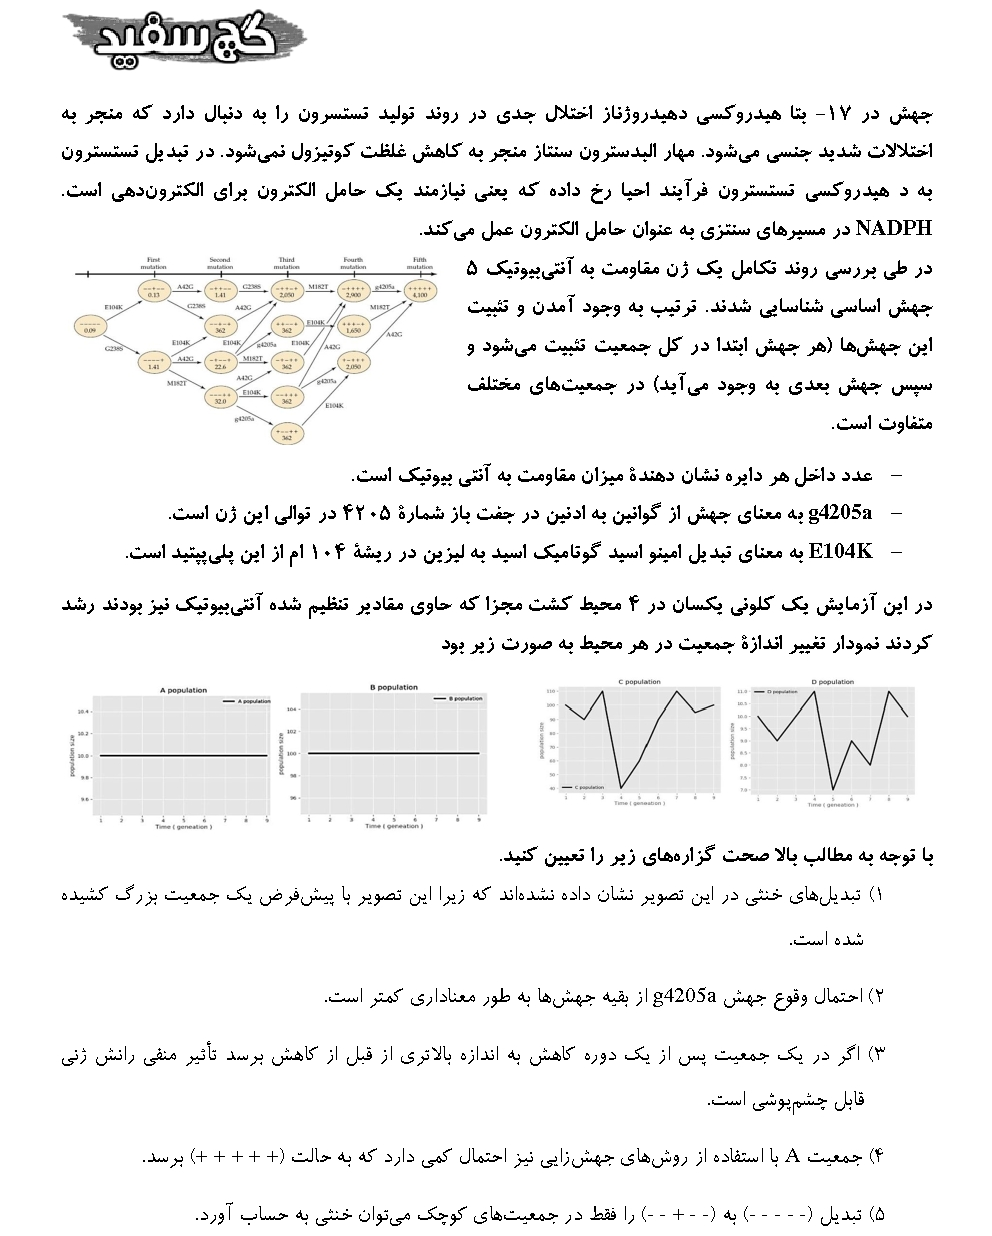 گچ سفید
جهش در ۱۷- بتا هیدروکسی دهیدروژناز اختلال جدی در روند تولید تستسرون را به دنبال دارد که منجر به
اختلالات شدید جنسی می‌شود. مهار البدسترون سنتاز منجر به کاهش غلظت کوتیزول نمی‌شود. در تبدیل تستسترون
به د هیدروکسی تستسترون فرآیند احیا رخ داده که یعنی نیازمند یک حامل الکترون برای الکترون‌دهی است.
NADPH در مسیرهای سنتزی به عنوان حامل الکترون عمل می‌کند.
در طی بررسی روند تکامل یک ژن مقاومت به آنتی‌بیوتیک ۵
جهش اساسی شناسایی شدند. ترتیب به وجود آمدن و تثبیت
این جهش‌ها (هر جهش ابتدا در کل جمعیت تثبیت می‌شود و
سپس جهش بعدی به وجود می‌آید) در جمعیت‌های مختلف
متفاوت است.
First mutation Second mutation Third mutation Fourth mutation Fifth mutation
A42G G238S M182T g4205a
0.13 1.41 2,050 2,900 4,100
E104K G238S A42G M182T
0.09 362 362 E104K 1,650
G238S E104K E104K g4205a E104K A42G
1.41 A42G 22.6 M182T 362 2,050
M182T A42G g4205a
32.0 E104K 362 E104K
g4205a
362
– عدد داخل هر دایره نشان دهندهٔ میزان مقاومت به آنتی بیوتیک است.
– g4205a به معنای جهش از گوانین به ادنین در جفت باز شمارهٔ ۴۲۰۵ در توالی این ژن است.
– E104K به معنای تبدیل امینو اسید گوتامیک اسید به لیزین در ریشهٔ ۱۰۴ ام از این پلی‌پپتید است.
در این آزمایش یک کلونی یکسان در ۴ محیط کشت مجزا که حاوی مقادیر تنظیم شده آنتی‌بیوتیک نیز بودند رشد
کردند نمودار تغییر اندازهٔ جمعیت در هر محیط به صورت زیر بود
A population
A population
population size
10.4
10.2
10.0
9.8
9.6
1 2 3 4 5 6 7 8 9
Time ( geneation )
B population
B population
population size
104
102
100
98
96
1 2 3 4 5 6 7 8 9
Time ( geneation )
C population
population size
110
100
90
80
70
60
50
40
C population
1 2 3 4 5 6 7 8 9
Time ( geneation )
D population
D population
population size
11.0
10.5
10.0
9.5
9.0
8.5
8.0
7.5
7.0
1 2 3 4 5 6 7 8 9
Time ( geneation )
با توجه به مطالب بالا صحت گزاره‌های زیر را تعیین کنید.
۱) تبدیل‌های خنثی در این تصویر نشان داده نشده‌اند که زیرا این تصویر با پیش‌فرض یک جمعیت بزرگ کشیده
شده است.
۲) احتمال وقوع جهش g4205a از بقیه جهش‌ها به طور معناداری کمتر است.
۳) اگر در یک جمعیت پس از یک دوره کاهش به اندازه بالاتری از قبل از کاهش برسد تأثیر منفی رانش ژنی
قابل چشم‌پوشی است.
۴) جمعیت A با استفاده از روش‌های جهش‌زایی نیز احتمال کمی دارد که به حالت (+ + + + +) برسد.
۵) تبدیل (- - - - -) به (- - + - -) را فقط در جمعیت‌های کوچک می‌توان خنثی به حساب آورد.